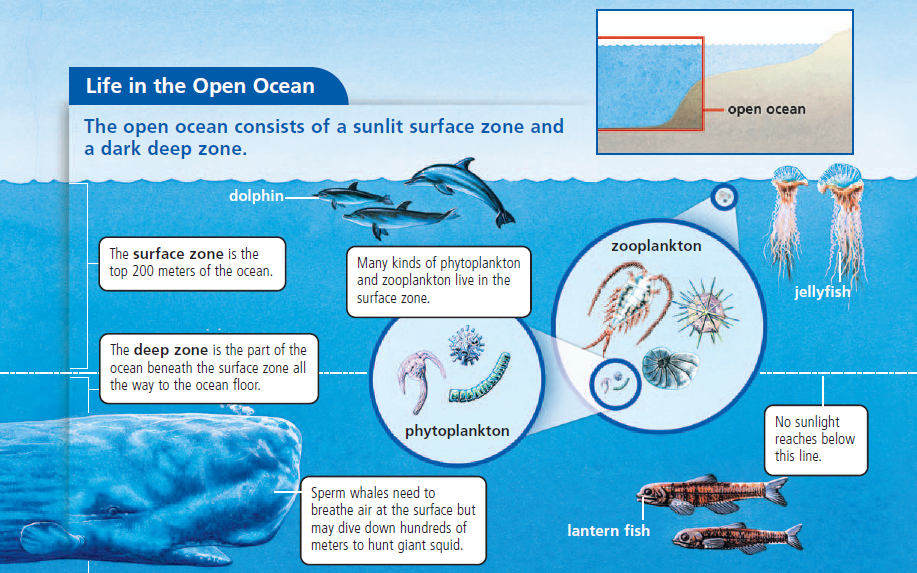 Life in the Open Ocean
The open ocean consists of a sunlit surface zone and
a dark deep zone.
open ocean
dolphin
The surface zone is the
top 200 meters of the ocean.
Many kinds of phytoplankton
and zooplankton live in the
surface zone.
zooplankton
jellyfish
The deep zone is the part of the
ocean beneath the surface zone all
the way to the ocean floor.
phytoplankton
No sunlight
reaches below
this line.
Sperm whales need to
breathe air at the surface but
may dive down hundreds of
meters to hunt giant squid.
lantern fish